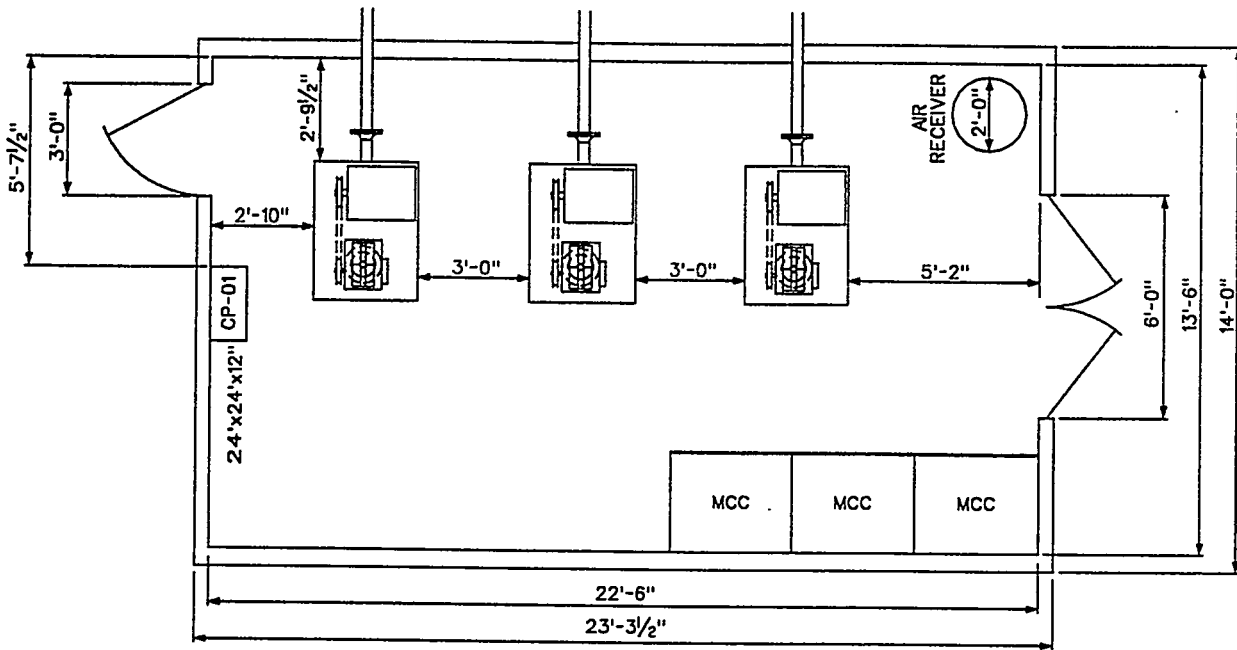 5'-7½"
3'-0"
2'-9½"
AIR
RECEIVER
2'-0"
2'-10"
3'-0"
3'-0"
5'-2"
6'-0"
13'-6"
14'-0"
CP-01
24'x24'x12"
MCC
MCC
MCC
22'-6"
23'-3½"